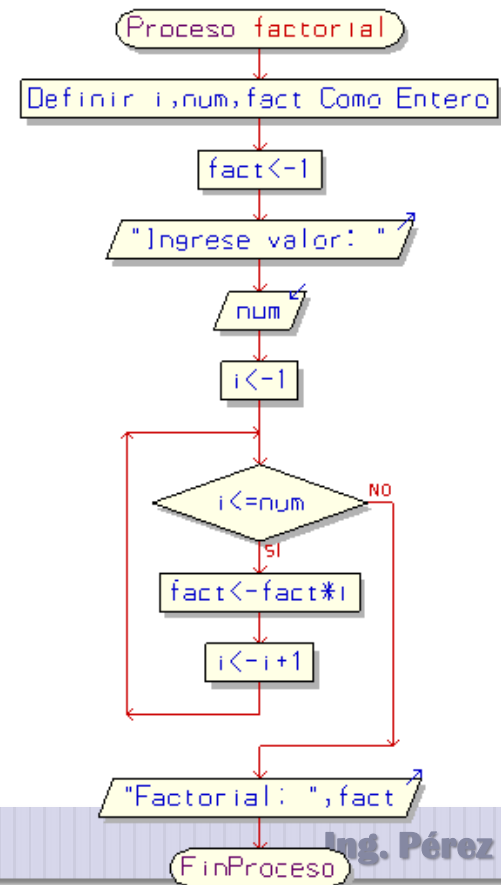 Proceso factorial
Definir i,num,fact Como Entero
fact<-1
"Ingrese valor: "
num
i<-1
i<=num
NO
SI
fact<-fact*i
i<-i+1
"Factorial: ",fact
Ing. Pérez
FinProceso